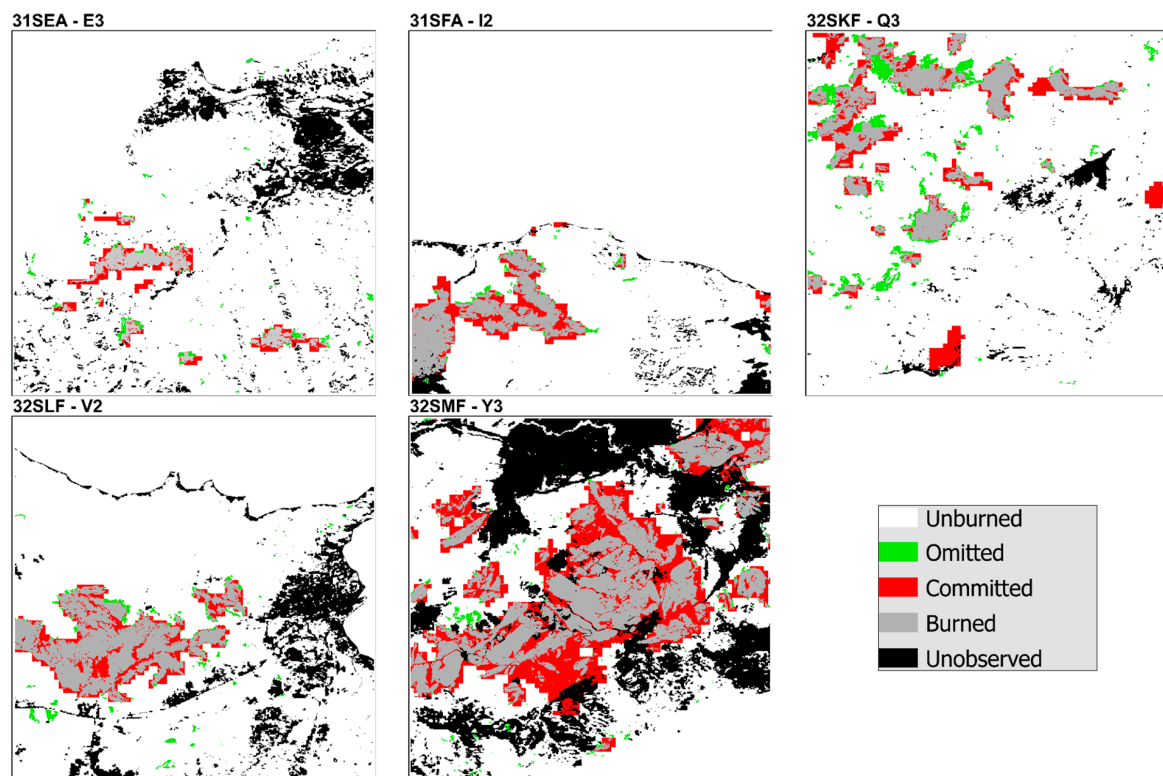 31SEA - E3
31SFA - I2
32SKF - Q3
32SLF - V2
32SMF - Y3
Unburned
Omitted
Committed
Burned
Unobserved